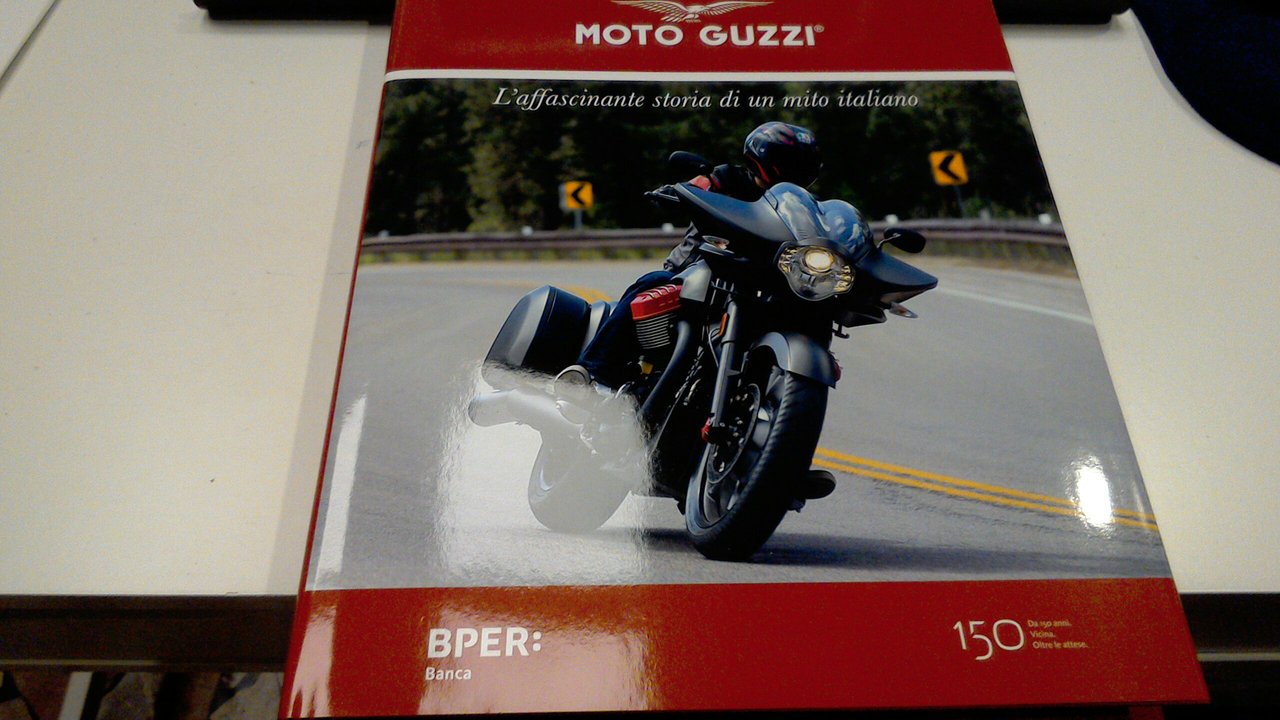 MOTO GUZZI®
L'affascinante storia di un mito italiano
BPER:
Banca
150
Da 150 anni.
Vicina.
Oltre le attese.